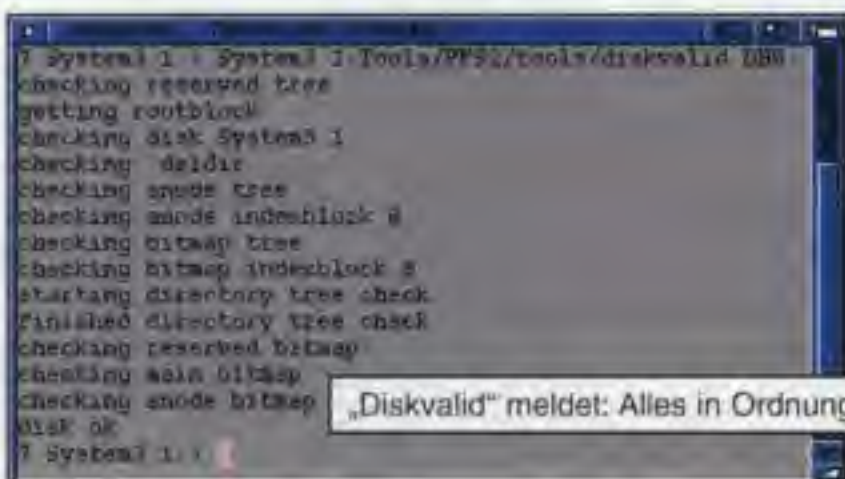 7 System3 1 : System3 1:Tools/PFS2/tools/diskvalid DH0:
checking reserved tree
getting rootblock
checking disk System3 1
checking deldir
checking anode tree
checking anode indexblock 0
checking bitmap tree
checking bitmap indexblock 0
starting directory tree check
finished directory tree check
checking reserved bitmap
checking main bitmap
checking anode bitmap
disk ok
7 System3 1:
„Diskvalid“ meldet: Alles in Ordnung